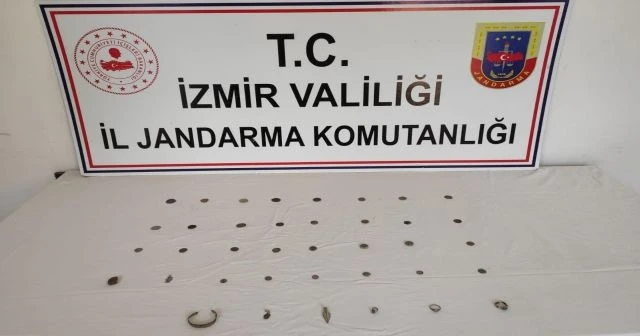 T.C.
İZMİR VALİLİĞİ
İL JANDARMA KOMUTANLIĞI
JANDARMA